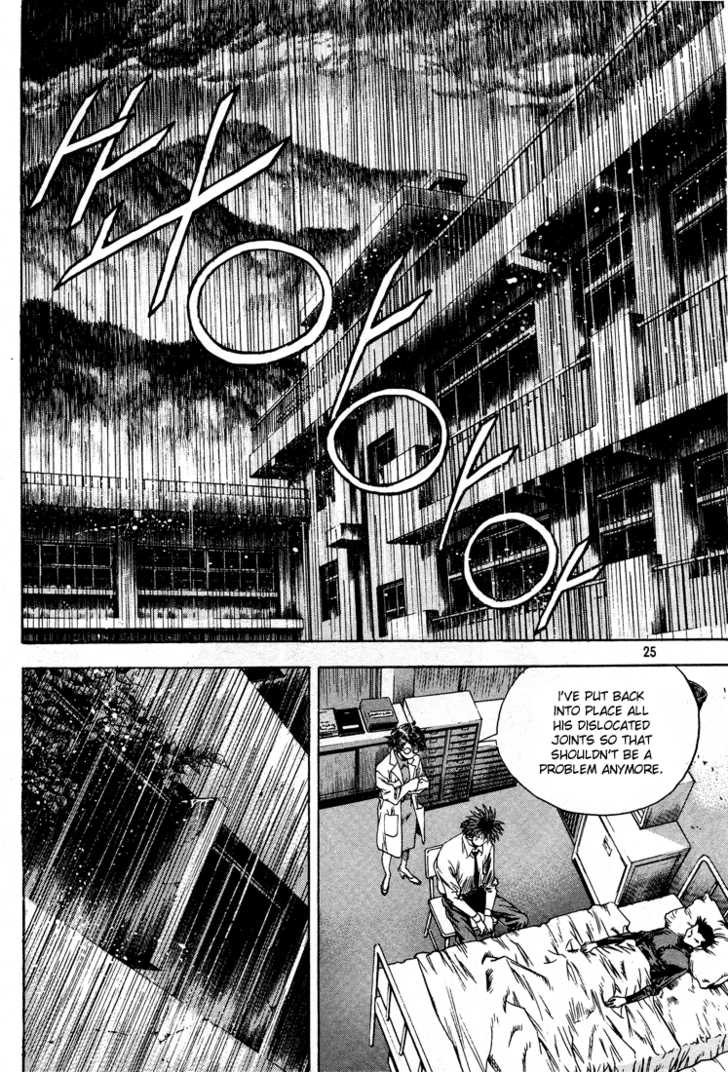 쏴아아아
25
I'VE PUT BACK
INTO PLACE ALL
HIS DISLOCATED
JOINTS SO THAT
SHOULDN'T BE A
PROBLEM ANYMORE.